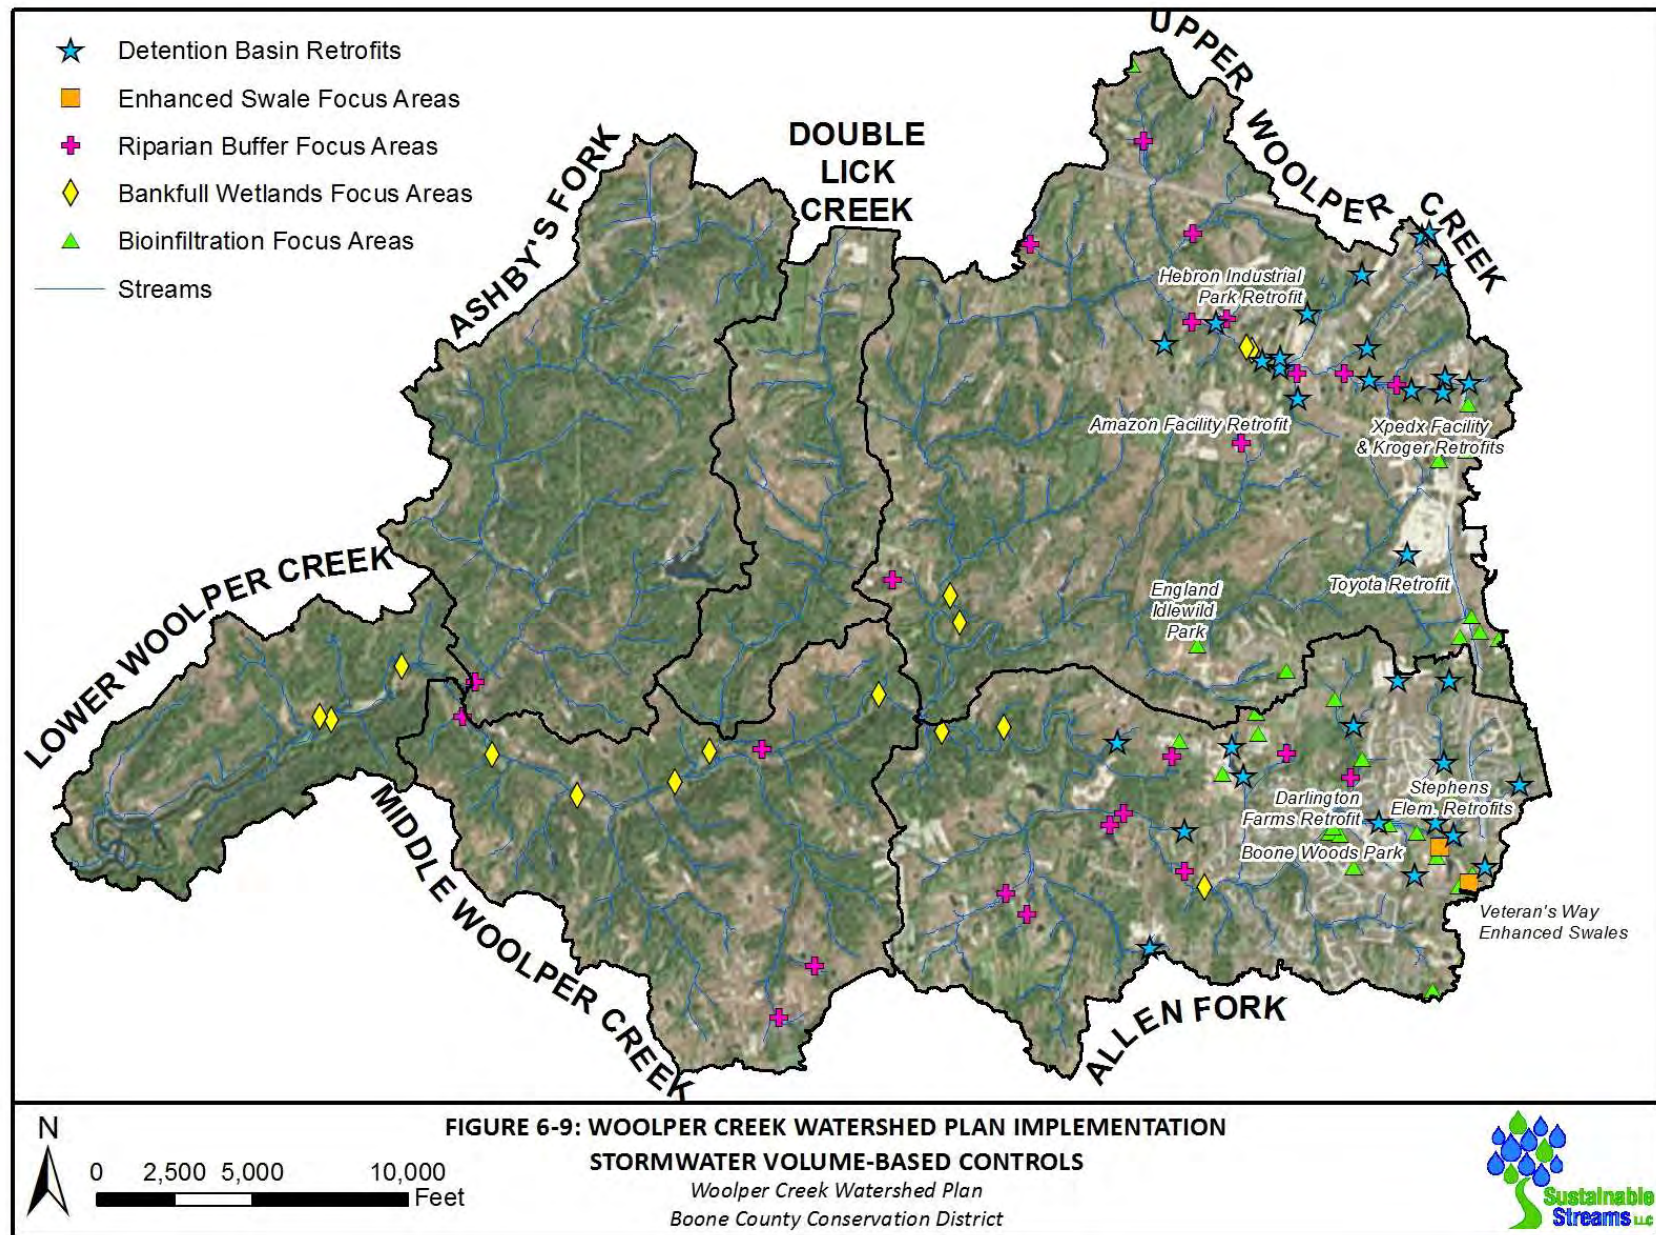 Detention Basin Retrofits
Enhanced Swale Focus Areas
Riparian Buffer Focus Areas
Bankfull Wetlands Focus Areas
Bioinfiltration Focus Areas
Streams
UPPER WOOLPER CREEK
DOUBLE
LICK
CREEK
ASHBY'S FORK
Hebron Industrial
Park Retrofit
Amazon Facility Retrofit
Xpedx Facility
& Kroger Retrofits
Toyota Retrofit
England
Idlewild
Park
LOWER WOOLPER CREEK
MIDDLE WOOLPER CREEK
Stephens
Elem. Retrofits
Darlington
Farms Retrofit
Boone Woods Park
Veteran's Way
Enhanced Swales
ALLEN FORK
N
0 2,500 5,000 10,000
Feet
FIGURE 6-9: WOOLPER CREEK WATERSHED PLAN IMPLEMENTATION
STORMWATER VOLUME-BASED CONTROLS
Woolper Creek Watershed Plan
Boone County Conservation District
Sustainable
Streams LLC